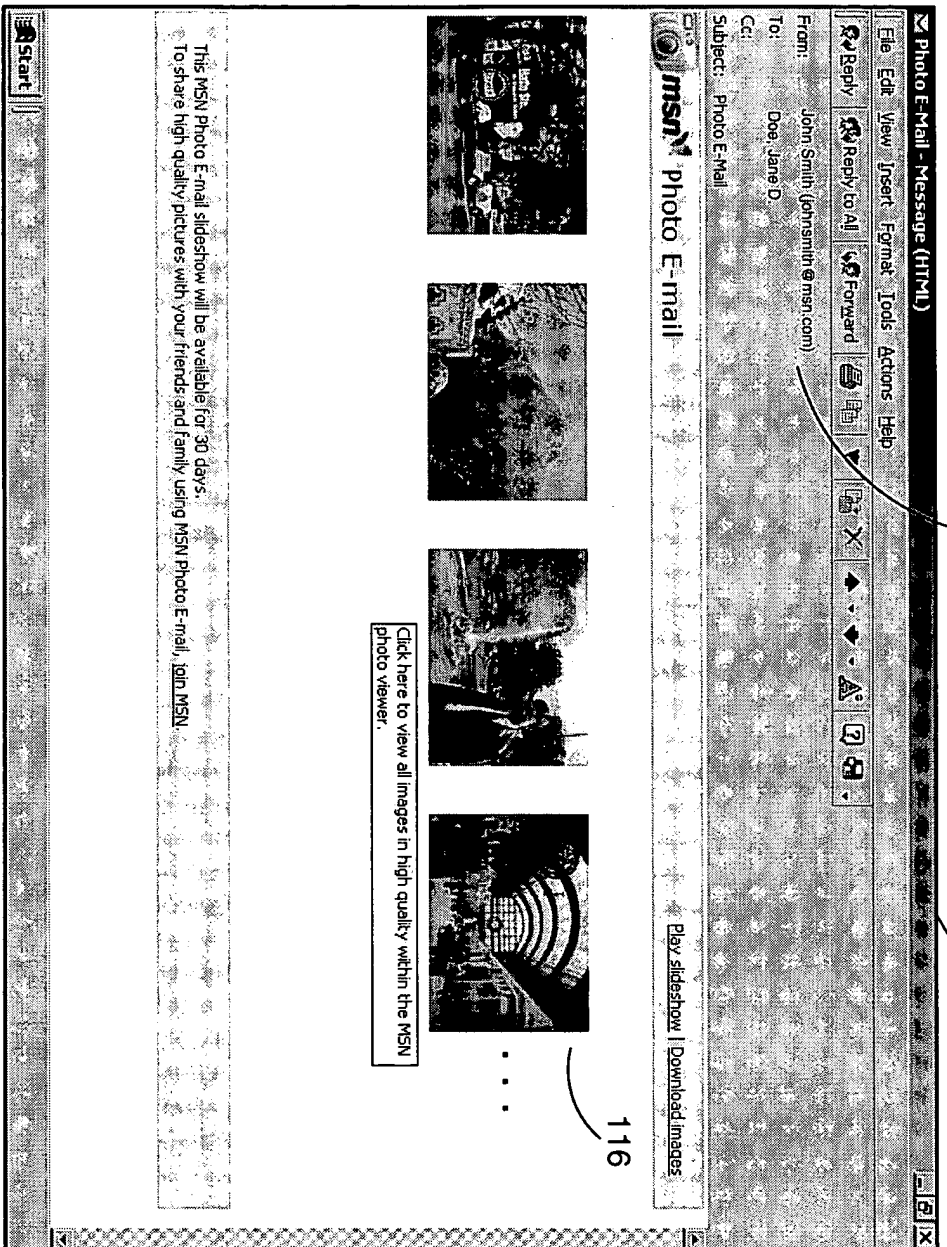 Photo E-Mail - Message (HTML)
File Edit View Insert Format Tools Actions Help
Reply Reply to All Forward
From: John Smith (johnsmith@msn.com)
To: Doe, Jane D.
Cc:
Subject: Photo E-Mail
msn Photo E-mail
Play slideshow | Download images
116
Click here to view all images in high quality within the MSN
photo viewer.
This MSN Photo E-mail slideshow will be available for 30 days.
To share high quality pictures with your friends and family using MSN Photo E-mail, join MSN.
Start